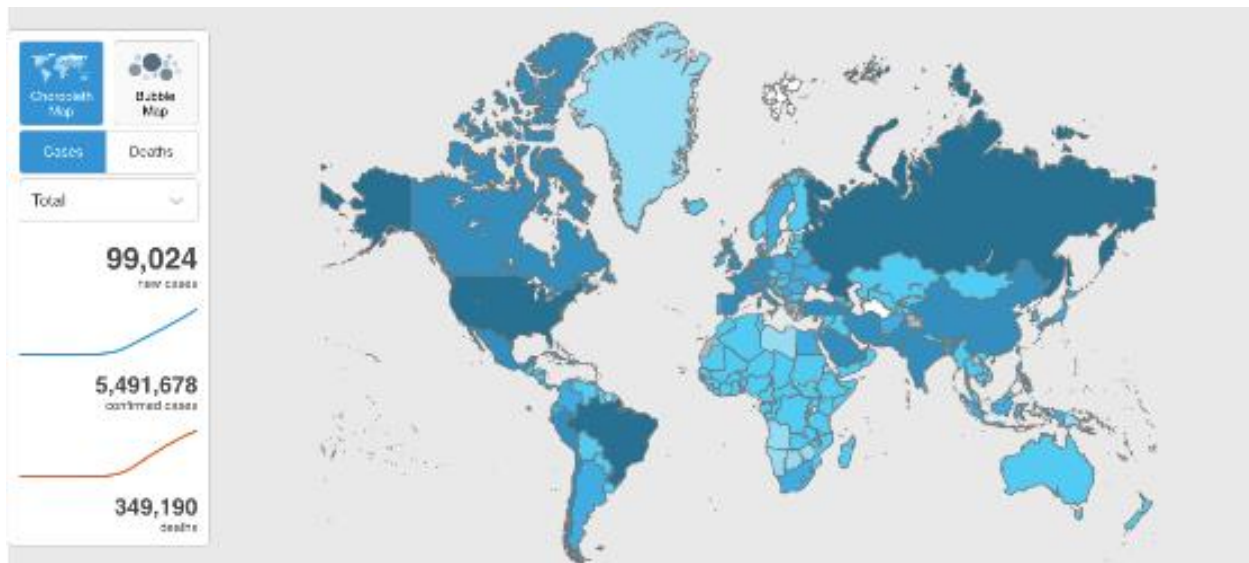 Choropleth
Map
Bubble
Map
Cases
Deaths
Total
99,024
new cases
5,491,678
confirmed cases
349,190
deaths